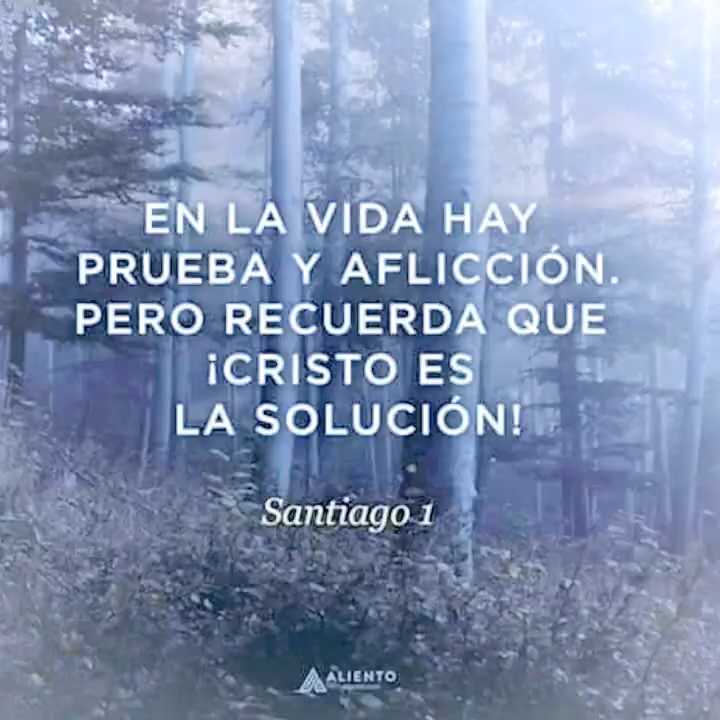 EN LA VIDA HAY
PRUEBA Y AFLICCIÓN.
PERO RECUERDA QUE
¡CRISTO ES
LA SOLUCIÓN!
Santiago 1
ALIENTO